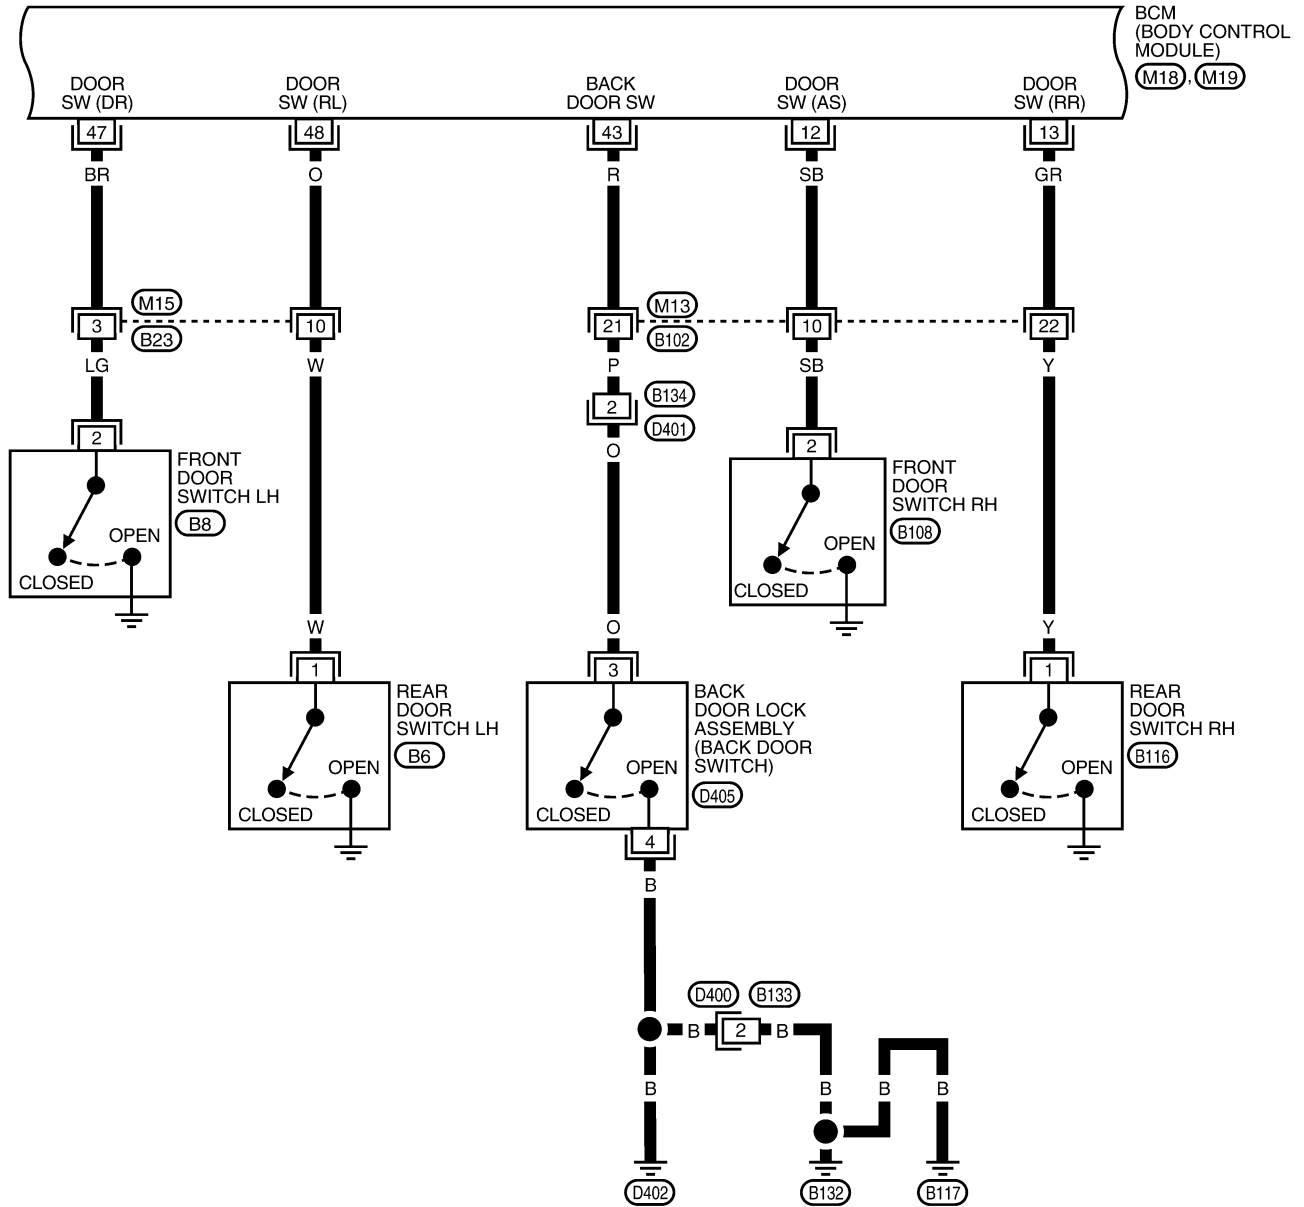 BCM
(BODY CONTROL
MODULE)
M18 , M19
DOOR
SW (DR)
DOOR
SW (RL)
BACK
DOOR SW
DOOR
SW (AS)
DOOR
SW (RR)
47
48
43
12
13
BR
O
R
SB
GR
M15
M13
3
10
21
10
22
B23
B102
LG
W
P
SB
Y
B134
2
D401
O
2
FRONT
DOOR
SWITCH LH
B8
OPEN
CLOSED
2
FRONT
DOOR
SWITCH RH
B108
OPEN
CLOSED
W
O
Y
1
REAR
DOOR
SWITCH LH
B6
OPEN
CLOSED
3
BACK
DOOR LOCK
ASSEMBLY
(BACK DOOR
SWITCH)
D405
OPEN
CLOSED
4
1
REAR
DOOR
SWITCH RH
B116
OPEN
CLOSED
B
D400
B133
B
2
B
B
B
B
B
D402
B132
B117